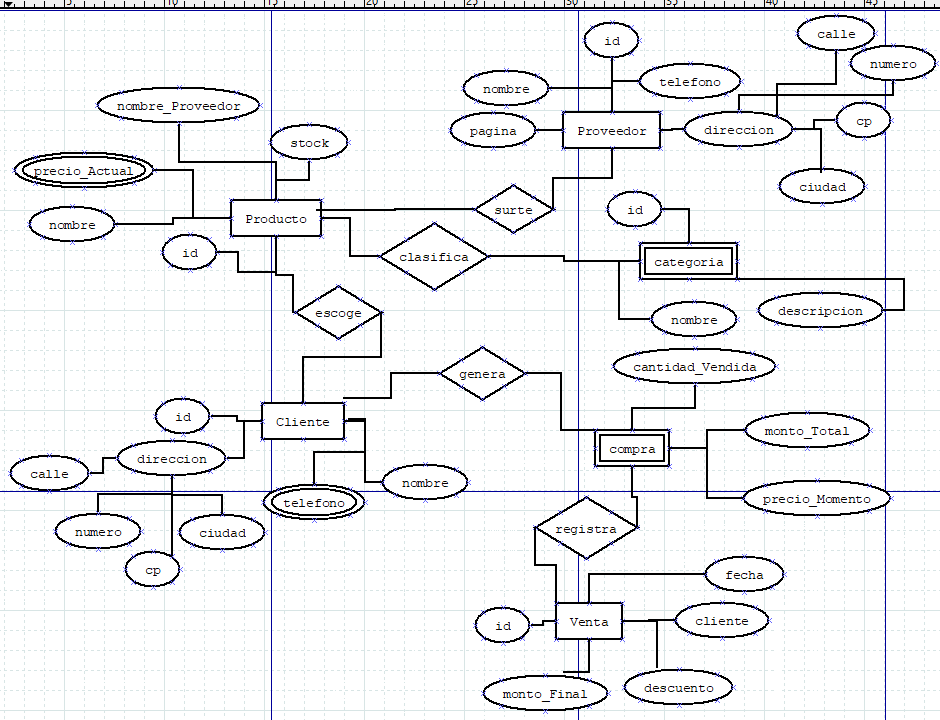 5
10
15
20
25
30
35
40
45
id
calle
numero
nombre
telefono
nombre_Proveedor
stock
pagina
Proveedor
direccion
cp
precio_Actual
ciudad
nombre
Producto
surte
id
id
clasifica
categoria
escoge
nombre
descripcion
genera
cantidad_Vendida
id
Cliente
compra
monto_Total
calle
direccion
nombre
precio_Momento
telefono
numero
ciudad
registra
cp
fecha
id
Venta
cliente
monto_Final
descuento